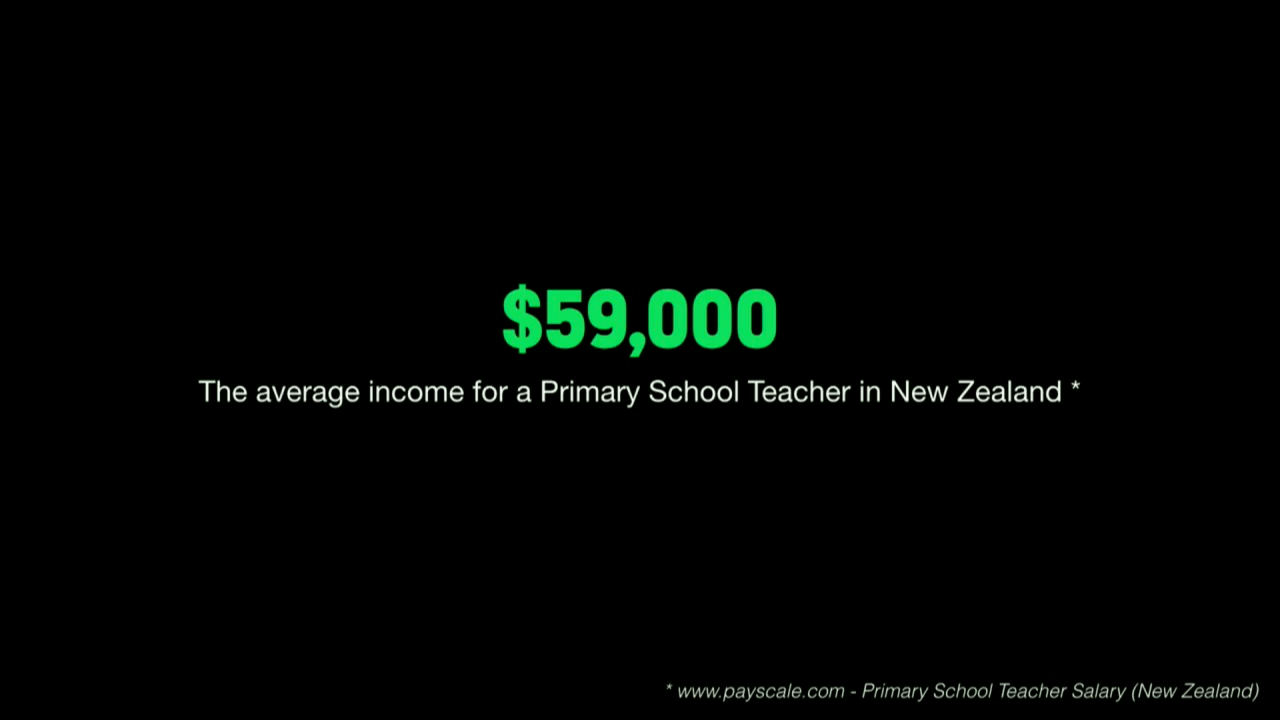 $59,000
The average income for a Primary School Teacher in New Zealand *
* www.payscale.com - Primary School Teacher Salary (New Zealand)